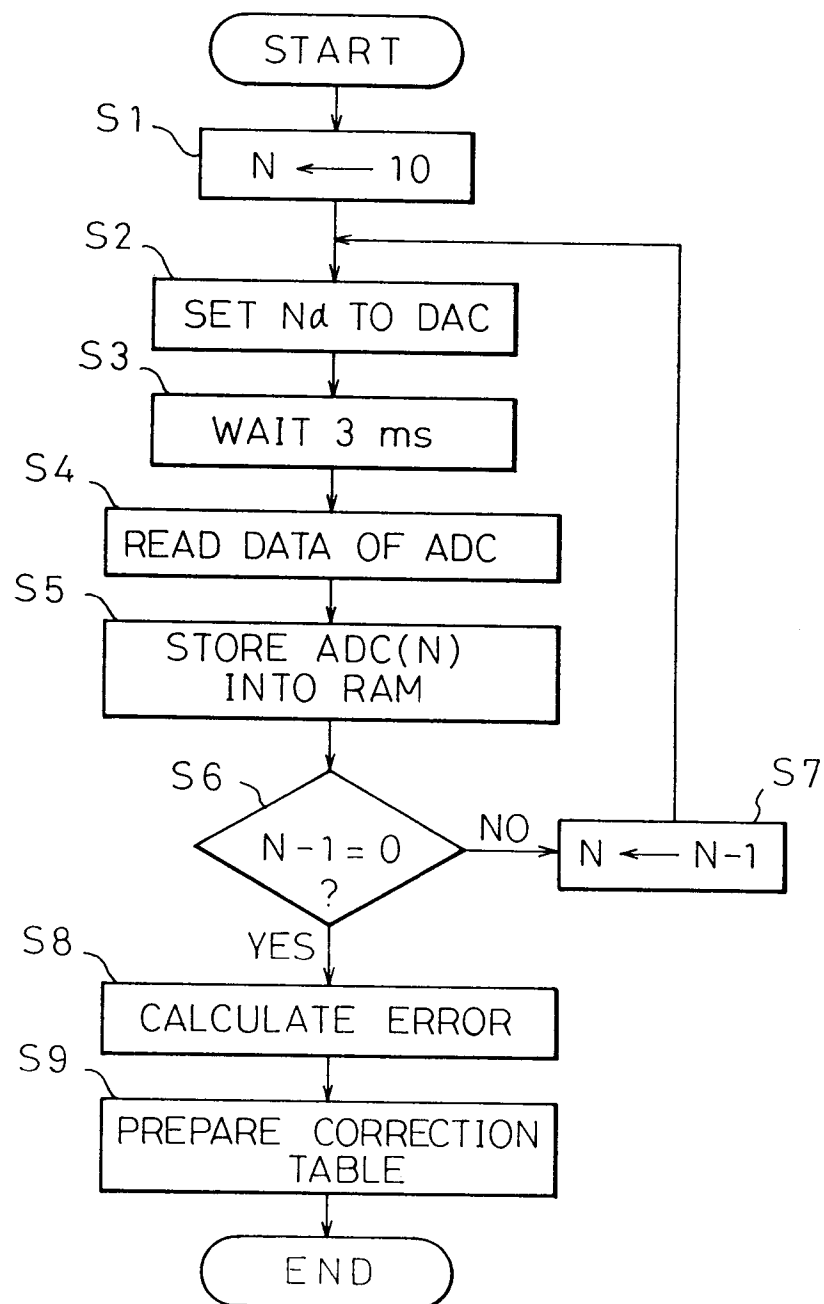 START
S1
N ← 10
S2
SET Nα TO DAC
S3
WAIT 3 ms
S4
READ DATA OF ADC
S5
STORE ADC(N)
INTO RAM
S6
N-1=0
?
NO
S7
N ← N-1
YES
S8
CALCULATE ERROR
S9
PREPARE CORRECTION
TABLE
END